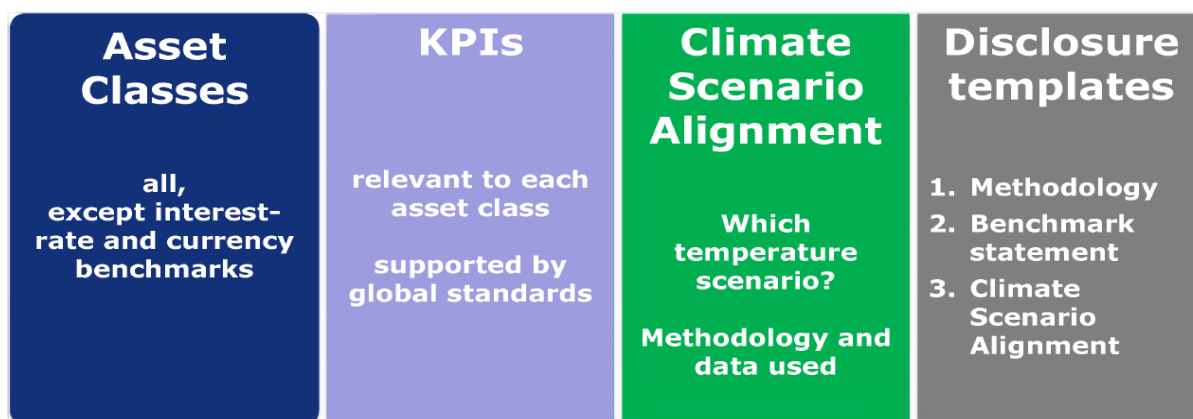 Asset
Classes
all,
except interest-
rate and currency
benchmarks
KPIs
relevant to each
asset class
supported by
global standards
Climate
Scenario
Alignment
Which
temperature
scenario?
Methodology and
data used
Disclosure
templates
1. Methodology
2. Benchmark
statement
3. Climate
Scenario
Alignment